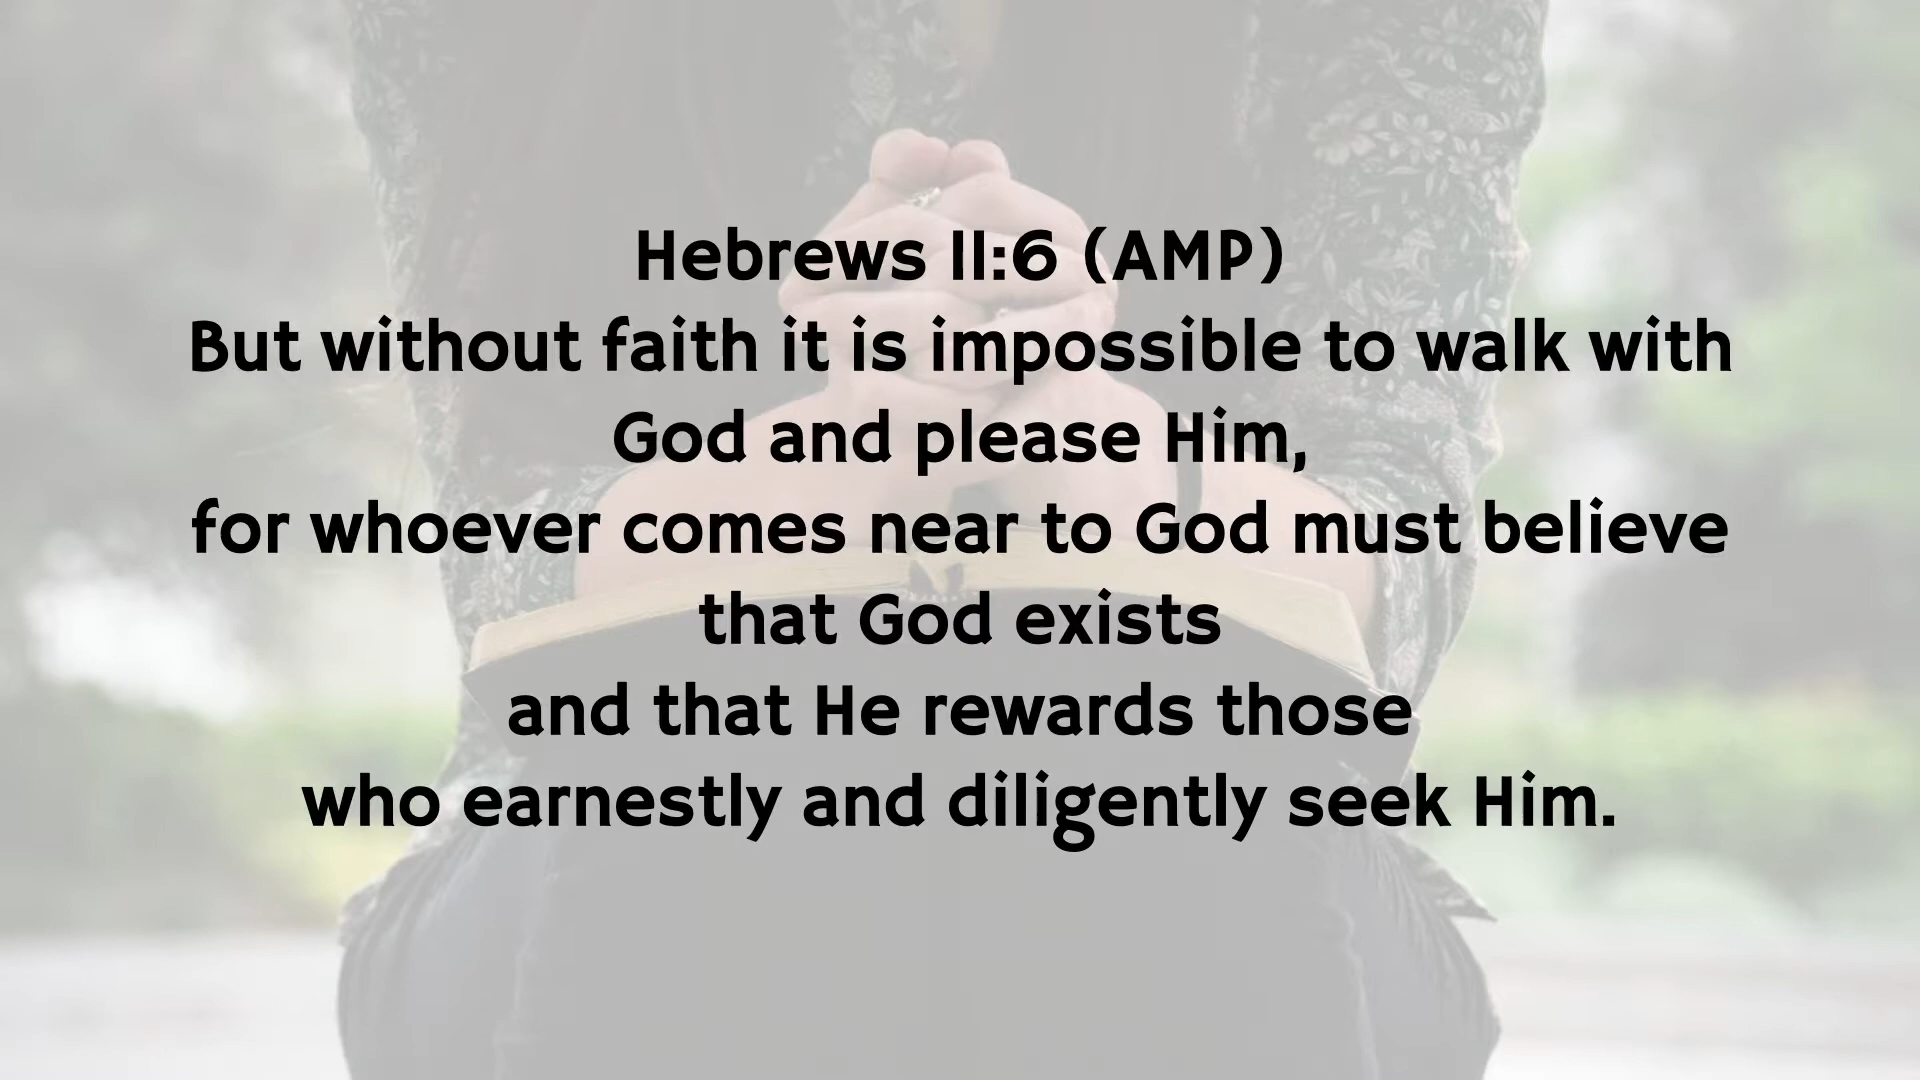 Hebrews 11:6 (AMP)
But without faith it is impossible to walk with
God and please Him,
for whoever comes near to God must believe
that God exists
and that He rewards those
who earnestly and diligently seek Him.